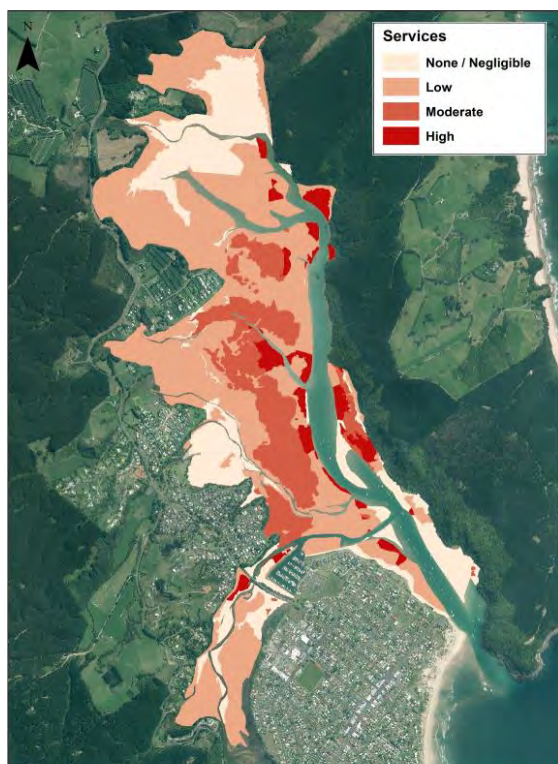 N
Services
None / Negligible
Low
Moderate
High